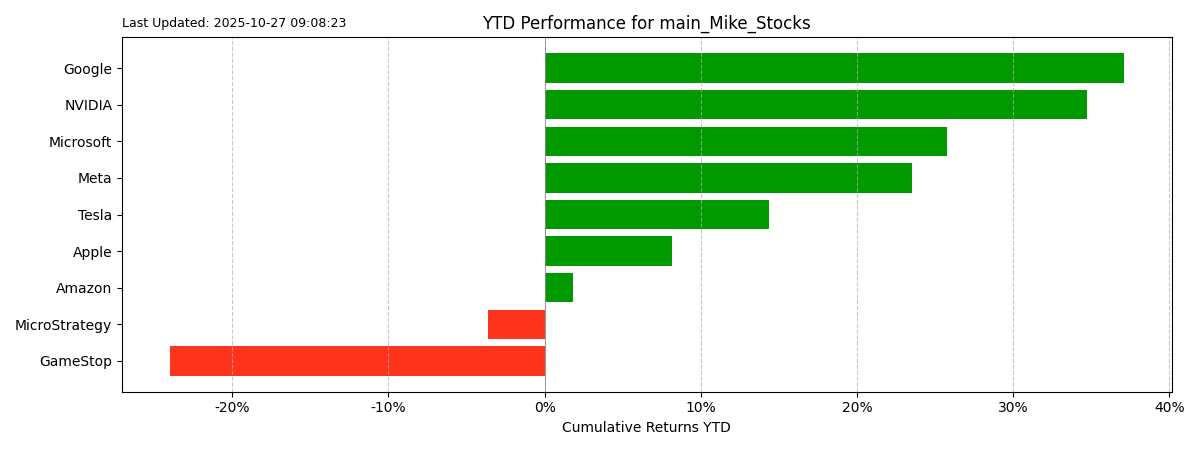 Last Updated: 2025-10-27 09:08:23
YTD Performance for main_Mike_Stocks
Google
NVIDIA
Microsoft
Meta
Tesla
Apple
Amazon
MicroStrategy
GameStop
-20% -10% 0% 10% 20% 30% 40%
Cumulative Returns YTD